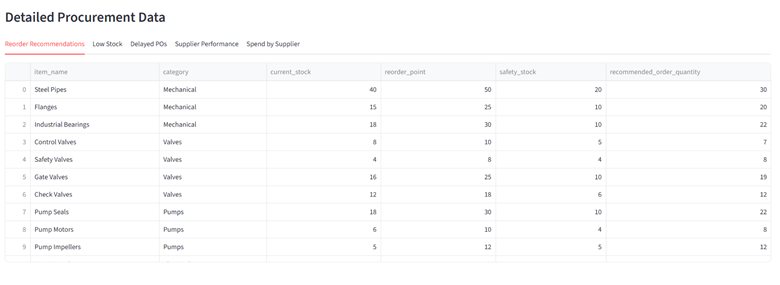 Detailed Procurement Data
Reorder Recommendations Low Stock Delayed POs Supplier Performance Spend by Supplier
item_name category current_stock reorder_point safety_stock recommended_order_quantity
0 Steel Pipes Mechanical 40 50 20 30
1 Flanges Mechanical 15 25 10 20
2 Industrial Bearings Mechanical 18 30 10 22
3 Control Valves Valves 8 10 5 7
4 Safety Valves Valves 4 8 4 8
5 Gate Valves Valves 16 25 10 19
6 Check Valves Valves 12 18 6 12
7 Pump Seals Pumps 18 30 10 22
8 Pump Motors Pumps 6 10 4 8
9 Pump Impellers Pumps 5 12 5 12